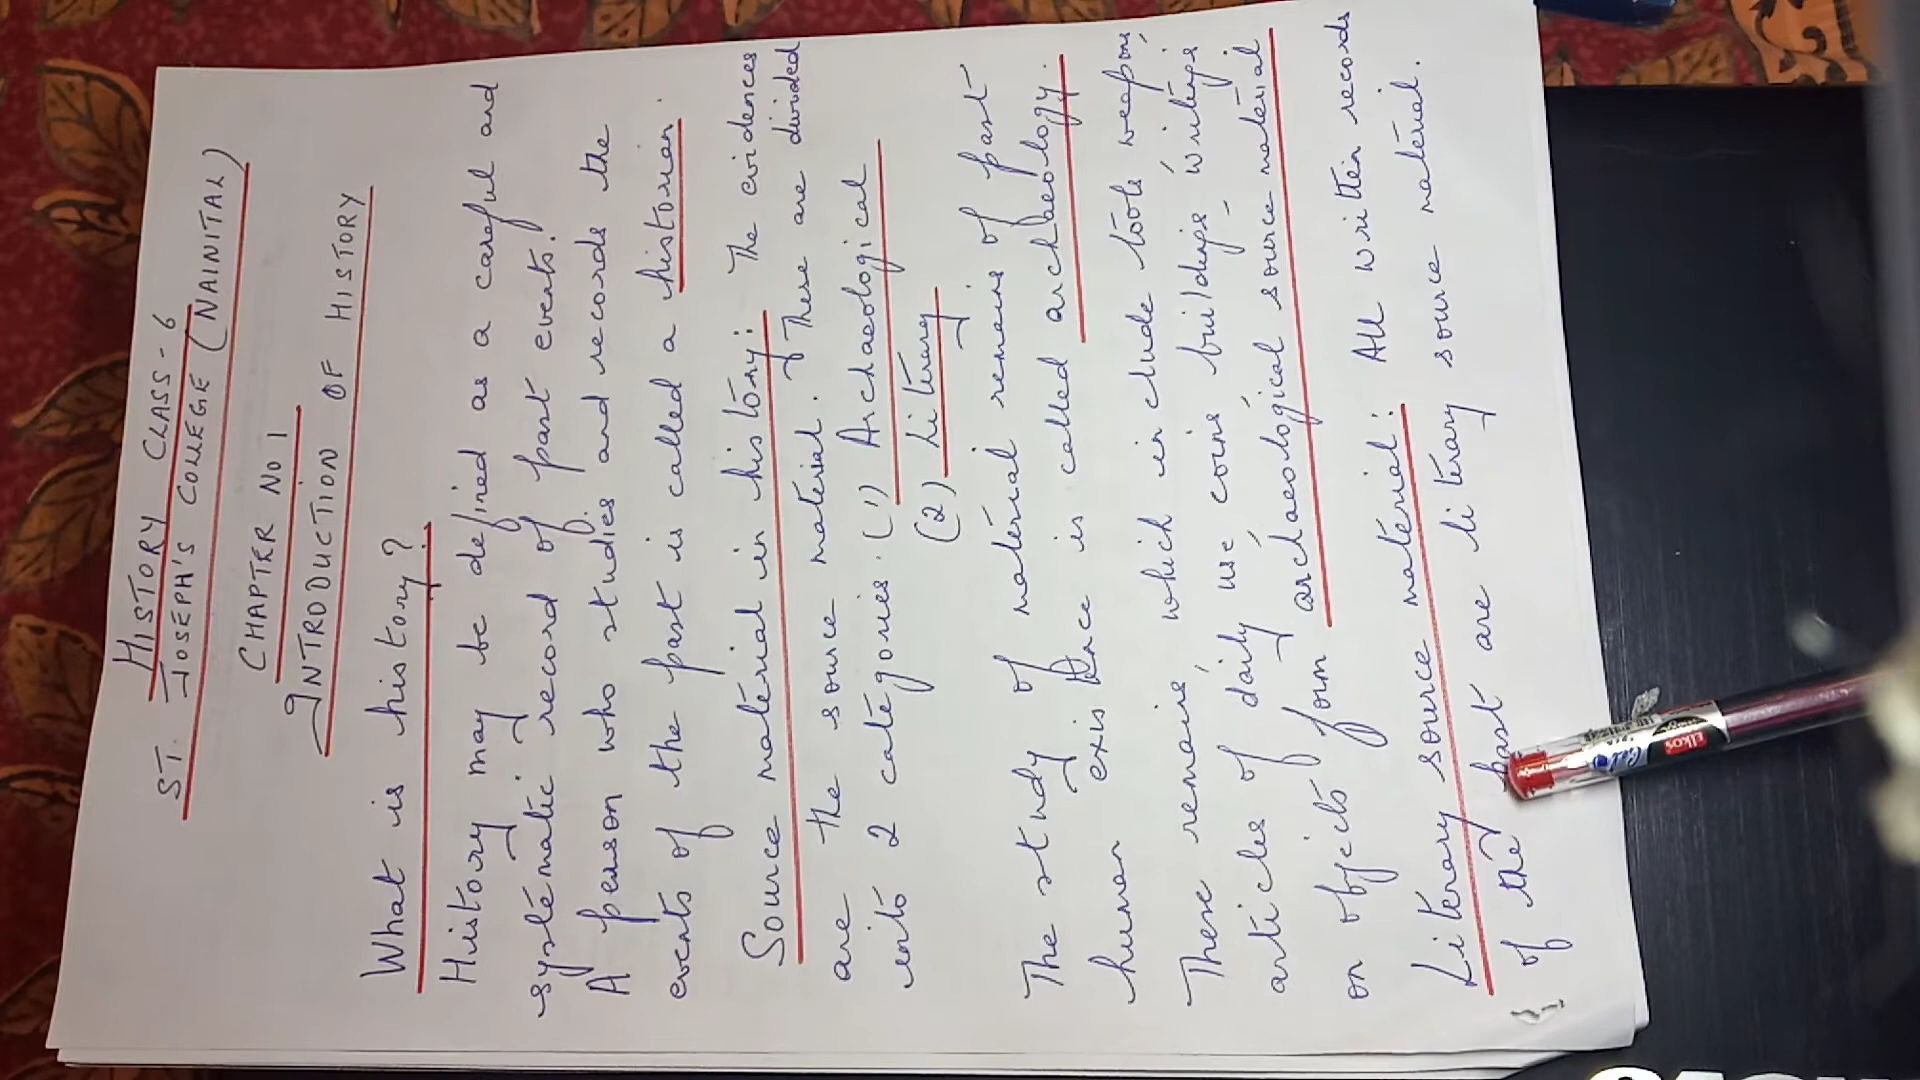 HISTORY CLASS-6
ST. JOSEPH'S COLLEGE (NAINITAL)
CHAPTER NO 1
INTRODUCTION OF HISTORY
What is history?
History may be defined as a careful and
systematic record of past events.
A person who studies and records the
events of the past is called a historian.
Source material in history: The evidences
are the source material. These are divided
into 2 categories. (1) Archaeological
(2) Literary
The study of material remains of past
human existance is called archaeology.
These remains which include tools weapons,
articles of daily use coins buildings - writings
on objects form archaeological source material
Literary source material: All written records
of the past are literary source material.
elkos
Gel